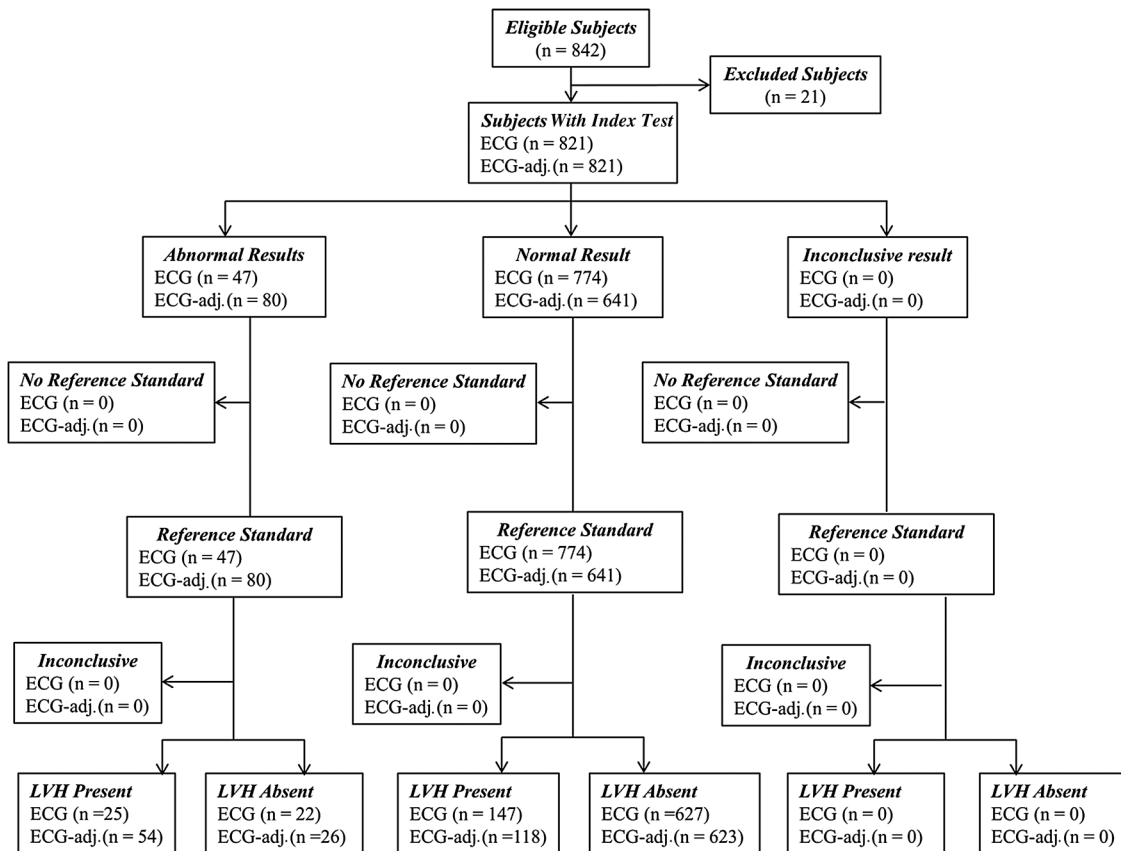 Eligible Subjects
(n = 842)
Excluded Subjects
(n = 21)
Subjects With Index Test
ECG (n = 821)
ECG-adj.(n = 821)
Abnormal Results
ECG (n = 47)
ECG-adj.(n = 80)
Normal Result
ECG (n = 774)
ECG-adj.(n = 641)
Inconclusive result
ECG (n = 0)
ECG-adj.(n = 0)
No Reference Standard
ECG (n = 0)
ECG-adj.(n = 0)
No Reference Standard
ECG (n = 0)
ECG-adj.(n = 0)
No Reference Standard
ECG (n = 0)
ECG-adj.(n = 0)
Reference Standard
ECG (n = 47)
ECG-adj.(n = 80)
Reference Standard
ECG (n = 774)
ECG-adj.(n = 641)
Reference Standard
ECG (n = 0)
ECG-adj.(n = 0)
Inconclusive
ECG (n = 0)
ECG-adj.(n = 0)
Inconclusive
ECG (n = 0)
ECG-adj.(n = 0)
Inconclusive
ECG (n = 0)
ECG-adj.(n = 0)
LVH Present
ECG (n =25)
ECG-adj.(n = 54)
LVH Absent
ECG (n = 22)
ECG-adj.(n =26)
LVH Present
ECG (n = 147)
ECG-adj.(n =118)
LVH Absent
ECG (n =627)
ECG-adj.(n = 623)
LVH Present
ECG (n = 0)
ECG-adj.(n = 0)
LVH Absent
ECG (n = 0)
ECG-adj.(n = 0)